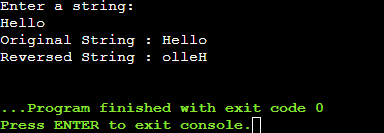 Enter a string:
Hello
Original String : Hello
Reversed String : olleH
...Program finished with exit code 0
Press ENTER to exit console.